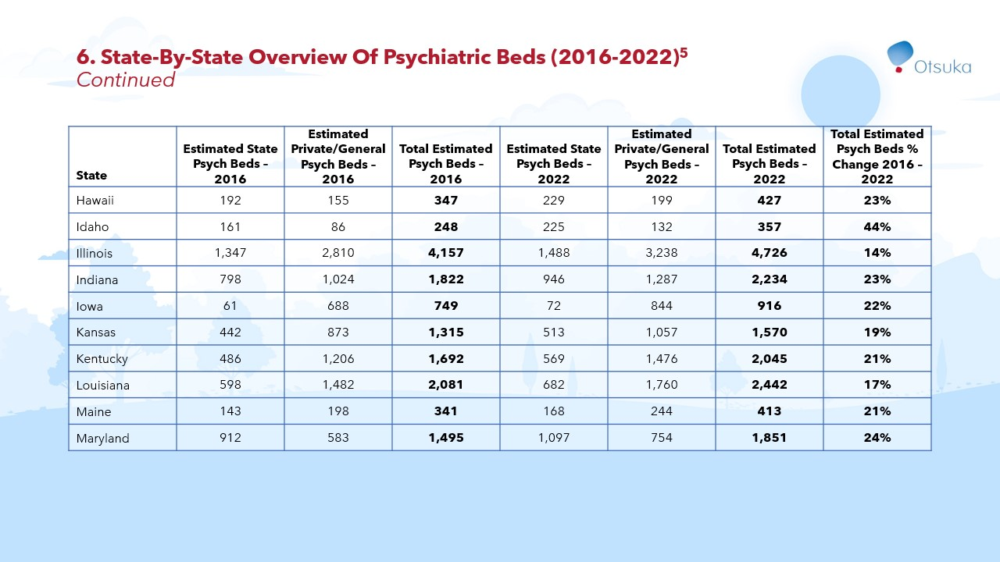 6. State-By-State Overview Of Psychiatric Beds (2016-2022)5
Continued
Otsuka
State
Estimated State
Psych Beds –
2016
Estimated
Private/General
Psych Beds –
2016
Total Estimated
Psych Beds –
2016
Estimated State
Psych Beds –
2022
Estimated
Private/General
Psych Beds –
2022
Total Estimated
Psych Beds –
2022
Total Estimated
Psych Beds %
Change 2016 –
2022
Hawaii 192 155 347 229 199 427 23%
Idaho 161 86 248 225 132 357 44%
Illinois 1,347 2,810 4,157 1,488 3,238 4,726 14%
Indiana 798 1,024 1,822 946 1,287 2,234 23%
Iowa 61 688 749 72 844 916 22%
Kansas 442 873 1,315 513 1,057 1,570 19%
Kentucky 486 1,206 1,692 569 1,476 2,045 21%
Louisiana 598 1,482 2,081 682 1,760 2,442 17%
Maine 143 198 341 168 244 413 21%
Maryland 912 583 1,495 1,097 754 1,851 24%